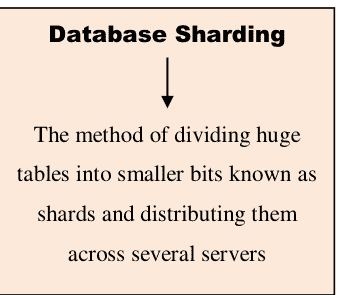 Database Sharding
The method of dividing huge
tables into smaller bits known as
shards and distributing them
across several servers